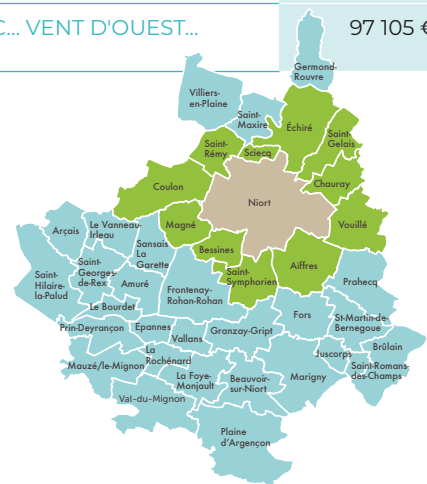 C... VENT D'OUEST...
97 105 €
Germond-
Rouvre
Villiers-
en-Plaine
Saint-
Maxire
Échiré
Saint-
Gelais
Saint-
Rémy
Sciecq
Chauray
Coulon
Niort
Magné
Vouillé
Arçais
Le Vanneau-
Irleau
Sansais
La
Garette
Bessines
Aiffres
Saint-
Hilaire-
la-Palud
Saint-
Georges-
de-Rex
Amuré
Saint-
Symphorien
Prahecq
Frontenay-
Rohan-Rohan
Le Bourdet
Fors
St-Martin-de-
Bernegoue
Prin-Deyrançon
Epannes
Vallans
Granzay-Gript
Brûlain
Mauzé/le-Mignon
La
Rochénard
Juscorps
Saint-Romans-
des-Champs
La Foye-
Monjault
Beauvoir-
sur-Niort
Marigny
Val-du-Mignon
Plaine
d'Argençon